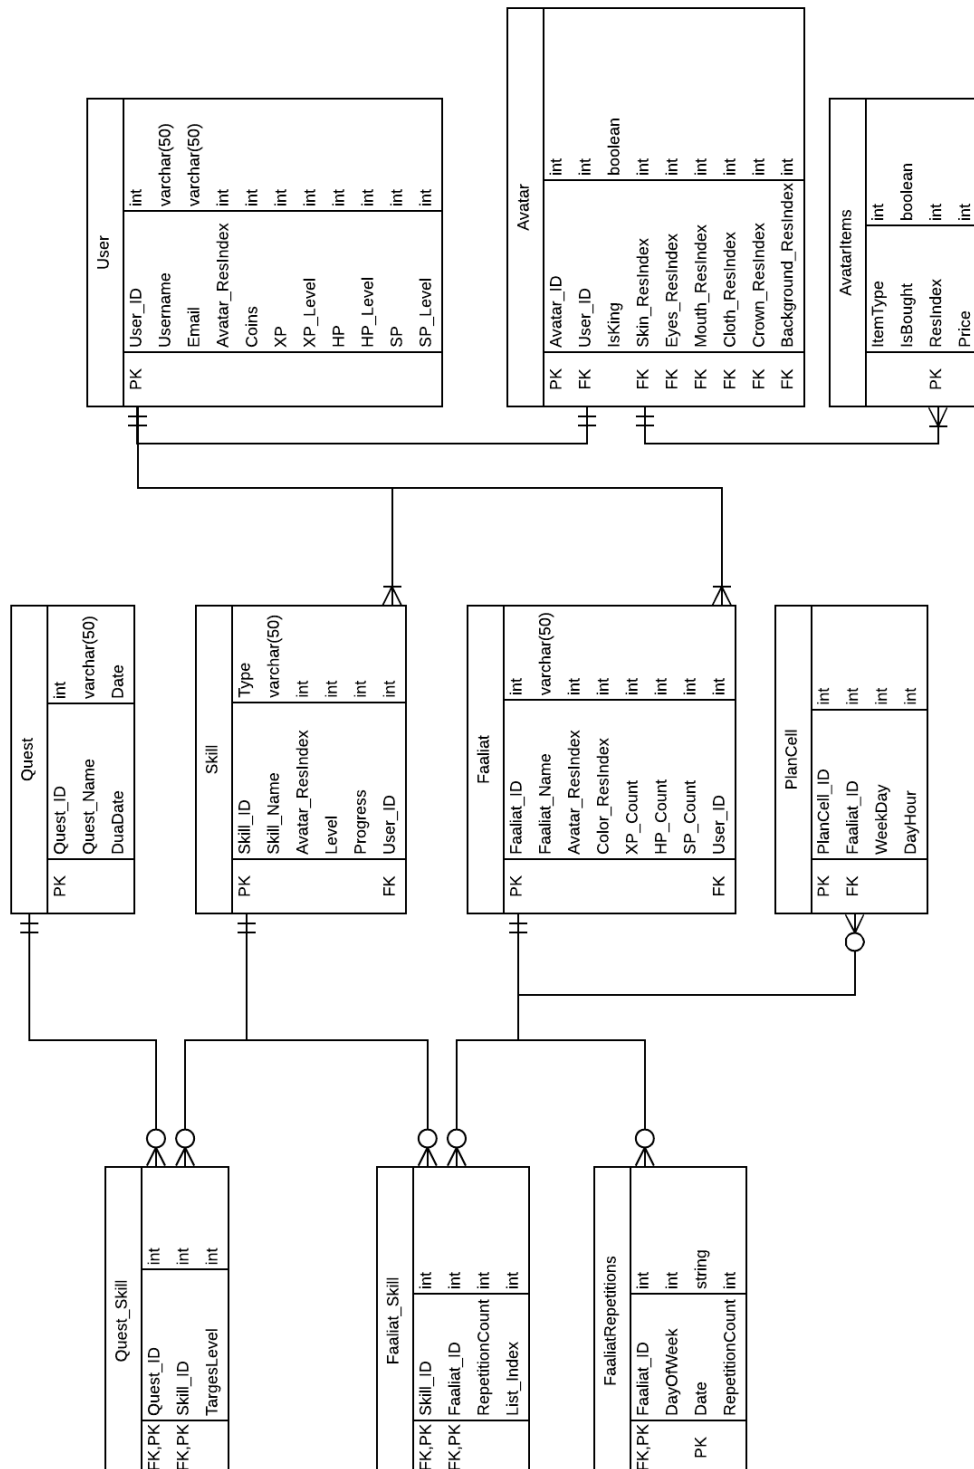 User
PK User_ID int
Username varchar(50)
Email varchar(50)
Avatar_ResIndex int
Coins int
XP int
XP_Level int
HP int
HP_Level int
SP int
SP_Level int
Avatar
PK Avatar_ID int
FK User_ID int
IsKing boolean
FK Skin_ResIndex int
FK Eyes_ResIndex int
FK Mouth_ResIndex int
FK Cloth_ResIndex int
FK Crown_ResIndex int
FK Background_ResIndex int
AvatarItems
ItemType int
IsBought boolean
PK ResIndex int
Price int
Quest
PK Quest_ID int
Quest_Name varchar(50)
DuaDate Date
Skill
PK Skill_ID Type
Skill_Name varchar(50)
Avatar_ResIndex int
Level int
Progress int
FK User_ID int
Faaliat
PK Faaliat_ID int
Faaliat_Name varchar(50)
Avatar_ResIndex int
Color_ResIndex int
XP_Count int
HP_Count int
SP_Count int
FK User_ID int
PlanCell
PK PlanCell_ID int
FK Faaliat_ID int
WeekDay int
DayHour int
Quest_Skill
FK,PK Quest_ID int
FK,PK Skill_ID int
TargesLevel int
Faaliat_Skill
FK,PK Skill_ID int
FK,PK Faaliat_ID int
RepetitionCount int
List_Index int
FaaliatRepetitions
FK,PK Faaliat_ID int
DayOfWeek int
PK Date string
RepetitionCount int